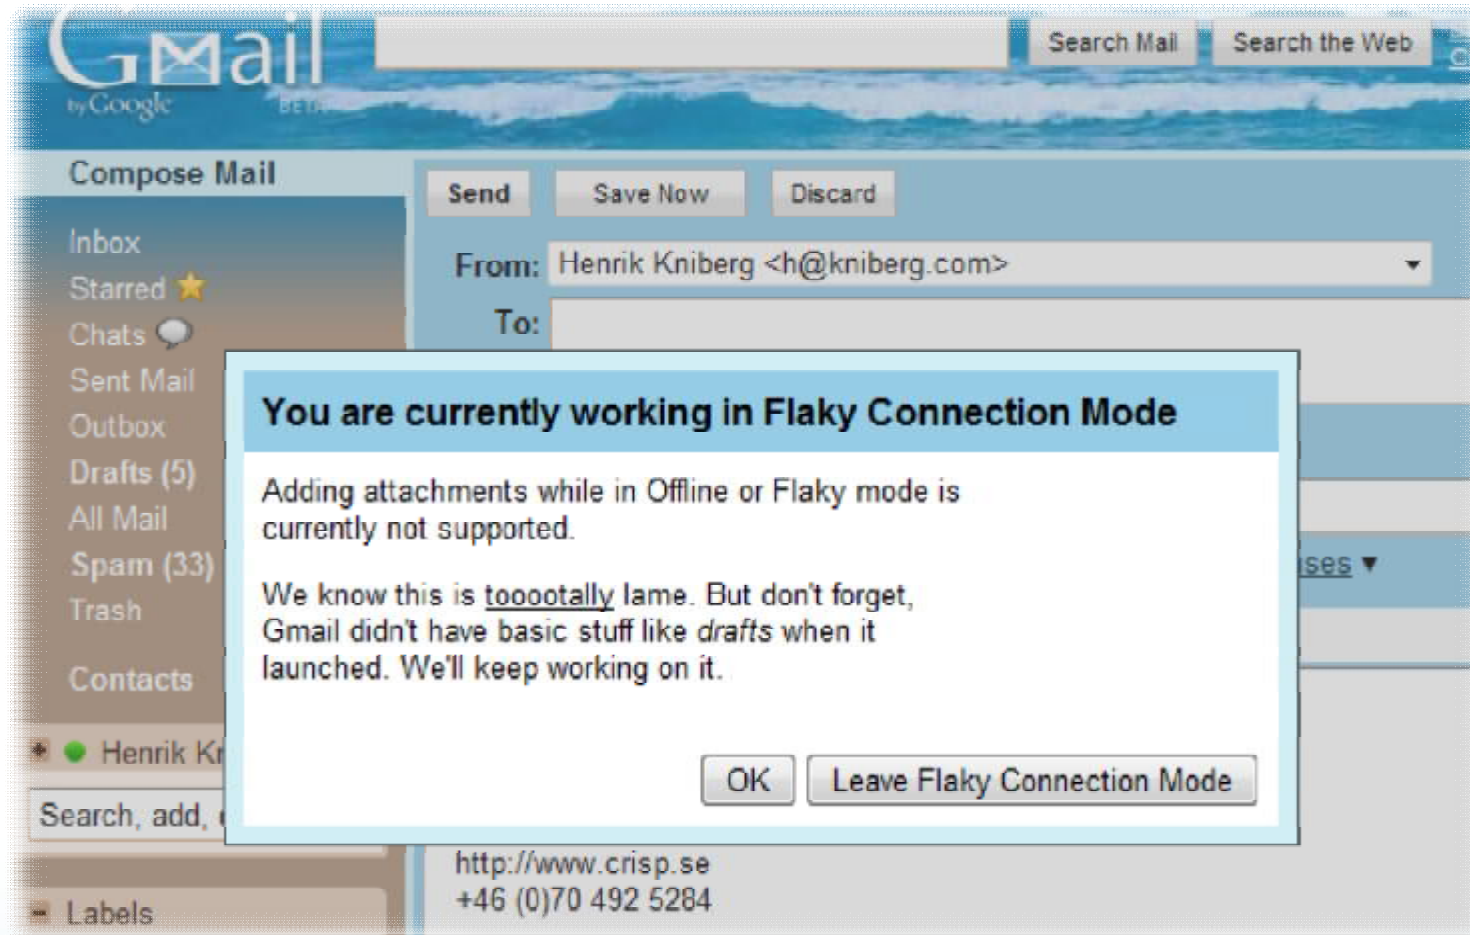 Gmail
by Google
BETA
Search Mail
Search the Web
Compose Mail
Inbox
Starred
Chats
Sent Mail
Outbox
Drafts (5)
All Mail
Spam (33)
Trash
Contacts
Henrik
Search, add,
Labels
Send
Save Now
Discard
From: Henrik Kniberg <h@kniberg.com>
To:
You are currently working in Flaky Connection Mode
Adding attachments while in Offline or Flaky mode is
currently not supported.
We know this is tooootally lame. But don't forget,
Gmail didn't have basic stuff like drafts when it
launched. We'll keep working on it.
OK
Leave Flaky Connection Mode
http://www.crisp.se
+46 (0)70 492 5284